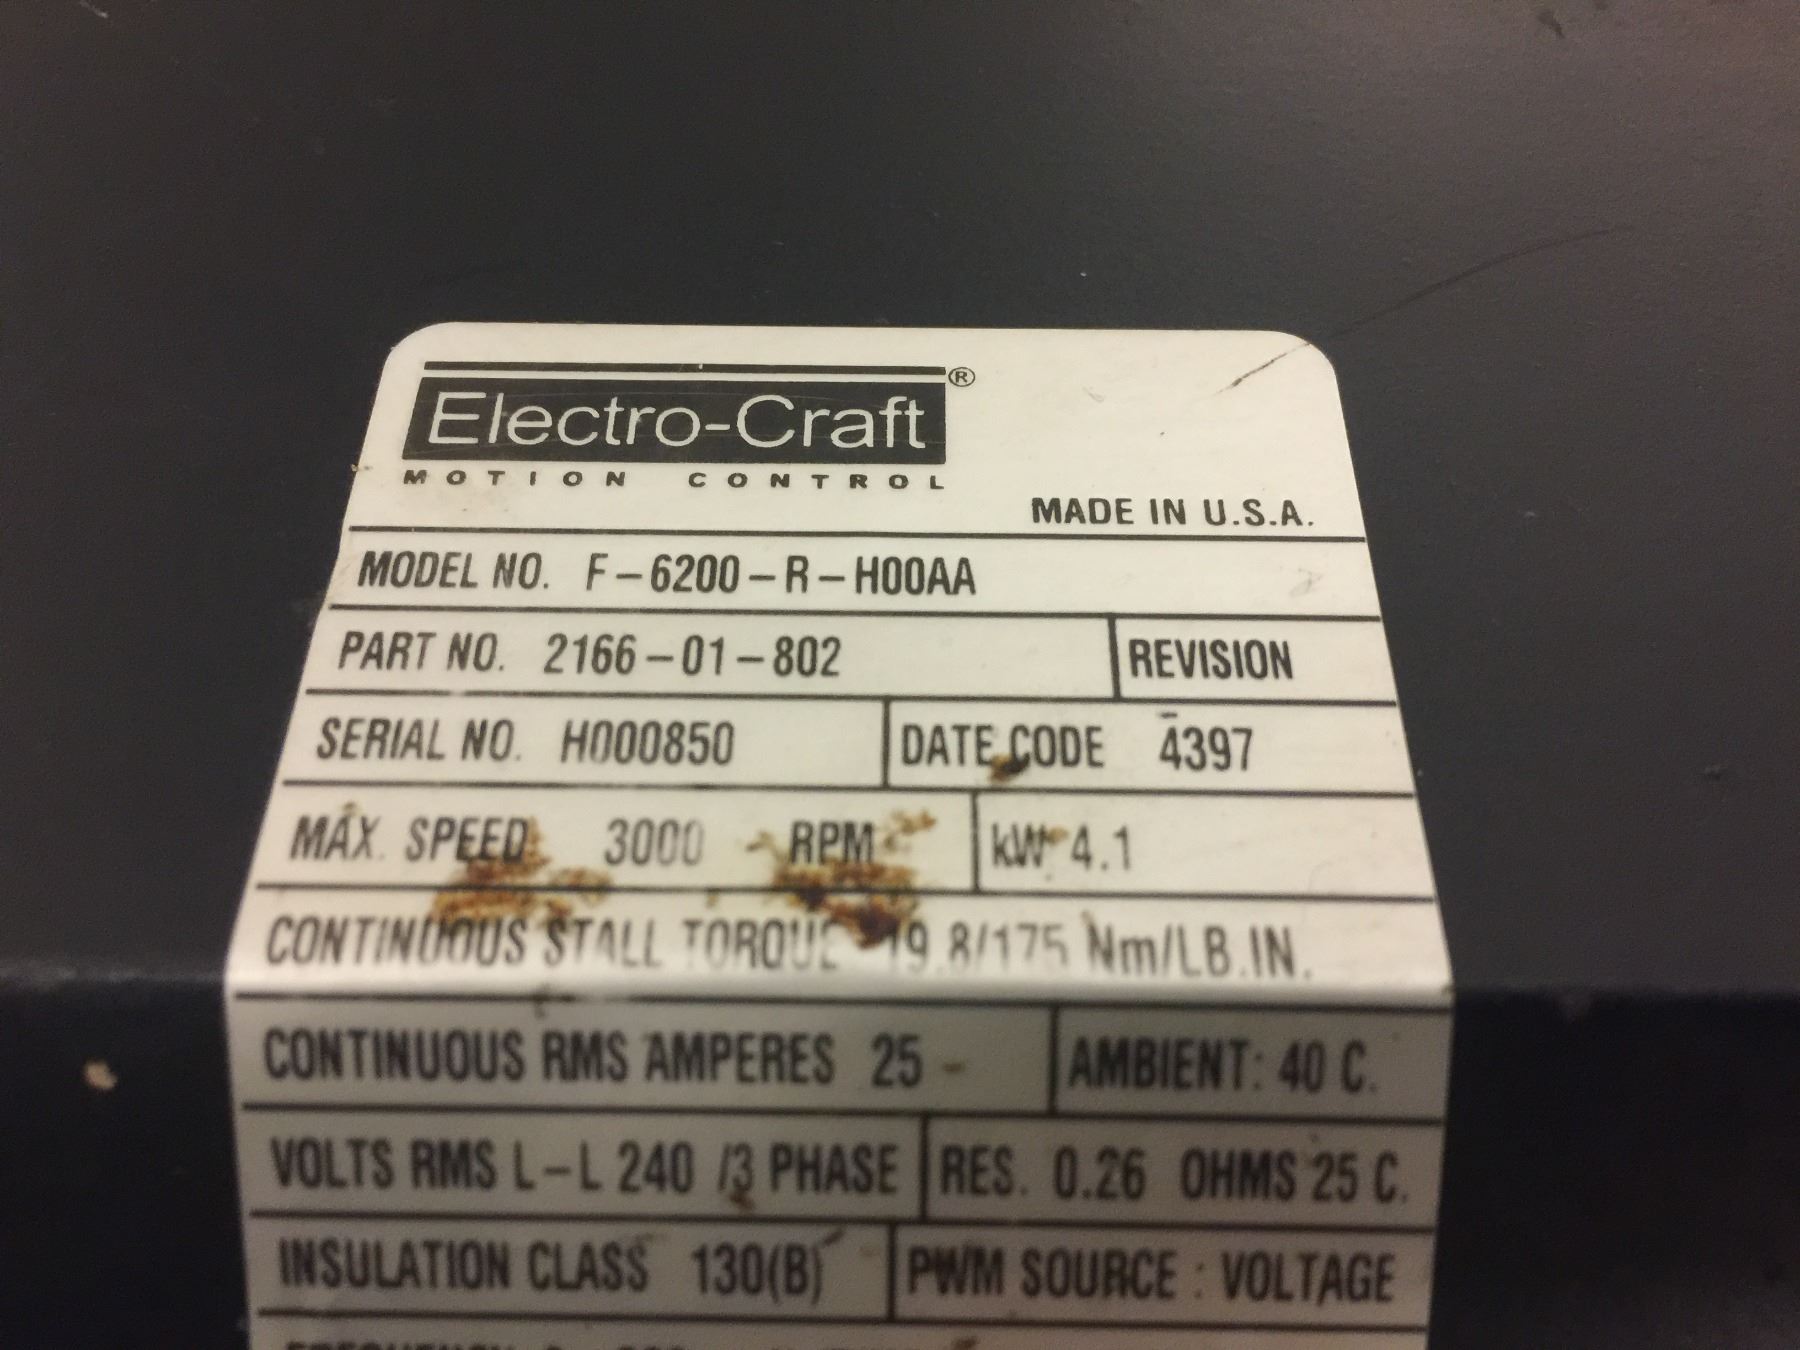 Electro-Craft®
MOTION CONTROL
MADE IN U.S.A.
MODEL NO. F-6200-R-H00AA
PART NO. 2166-01-802 REVISION
SERIAL NO. H000850 DATE CODE 4397
MAX. SPEED 3000 RPM kW 4.1
CONTINUOUS STALL TORQUE 19.8/175 Nm/LB.IN.
CONTINUOUS RMS AMPERES 25 AMBIENT: 40 C.
VOLTS RMS L-L 240 /3 PHASE RES. 0.26 OHMS 25 C.
INSULATION CLASS 130(B) PWM SOURCE : VOLTAGE
FREQUENCY